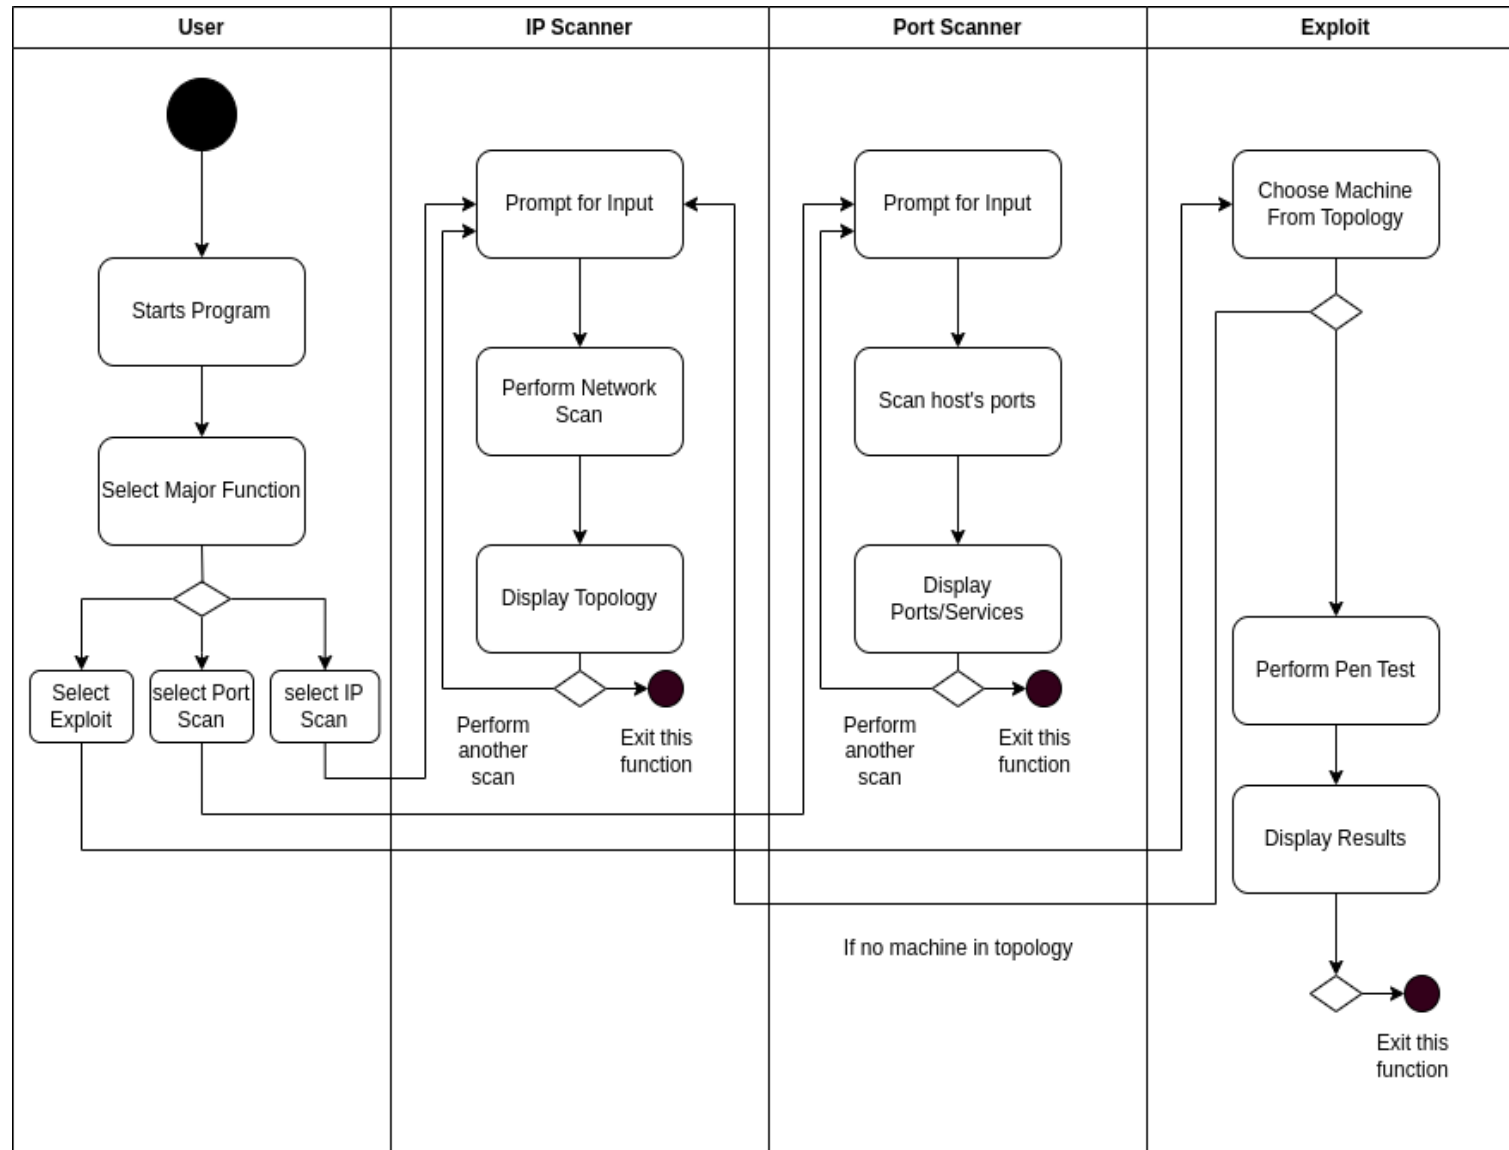 User
IP Scanner
Port Scanner
Exploit
Starts Program
Select Major Function
Select
Exploit
select Port
Scan
select IP
Scan
Prompt for Input
Perform Network
Scan
Display Topology
Perform
another
scan
Exit this
function
Prompt for Input
Scan host's ports
Display
Ports/Services
Perform
another
scan
Exit this
function
If no machine in topology
Choose Machine
From Topology
Perform Pen Test
Display Results
Exit this
function